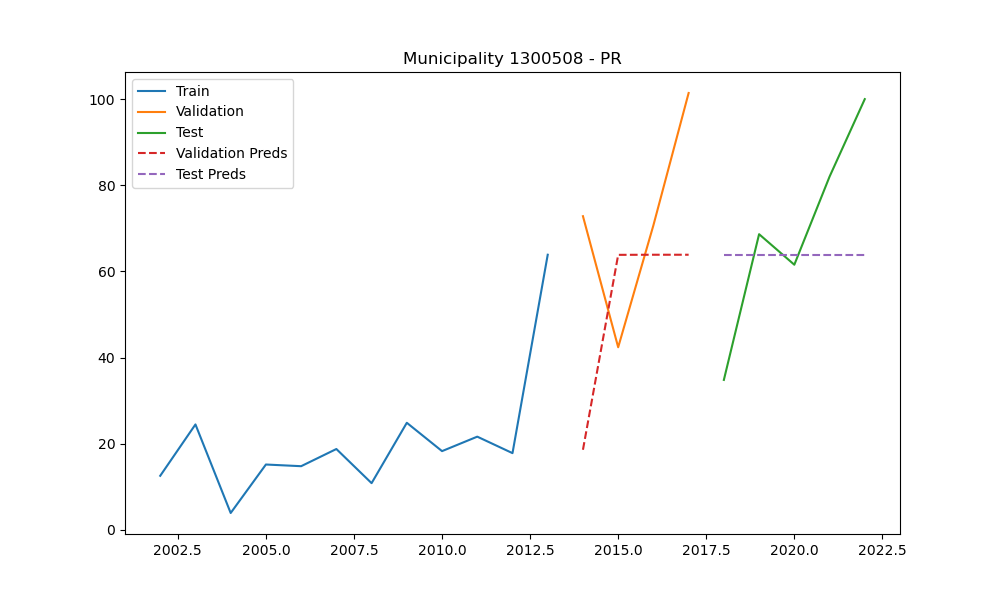 Municipality 1300508 - PR
Train
Validation
Test
Validation Preds
Test Preds
100
80
60
40
20
0
2002.5 2005.0 2007.5 2010.0 2012.5 2015.0 2017.5 2020.0 2022.5